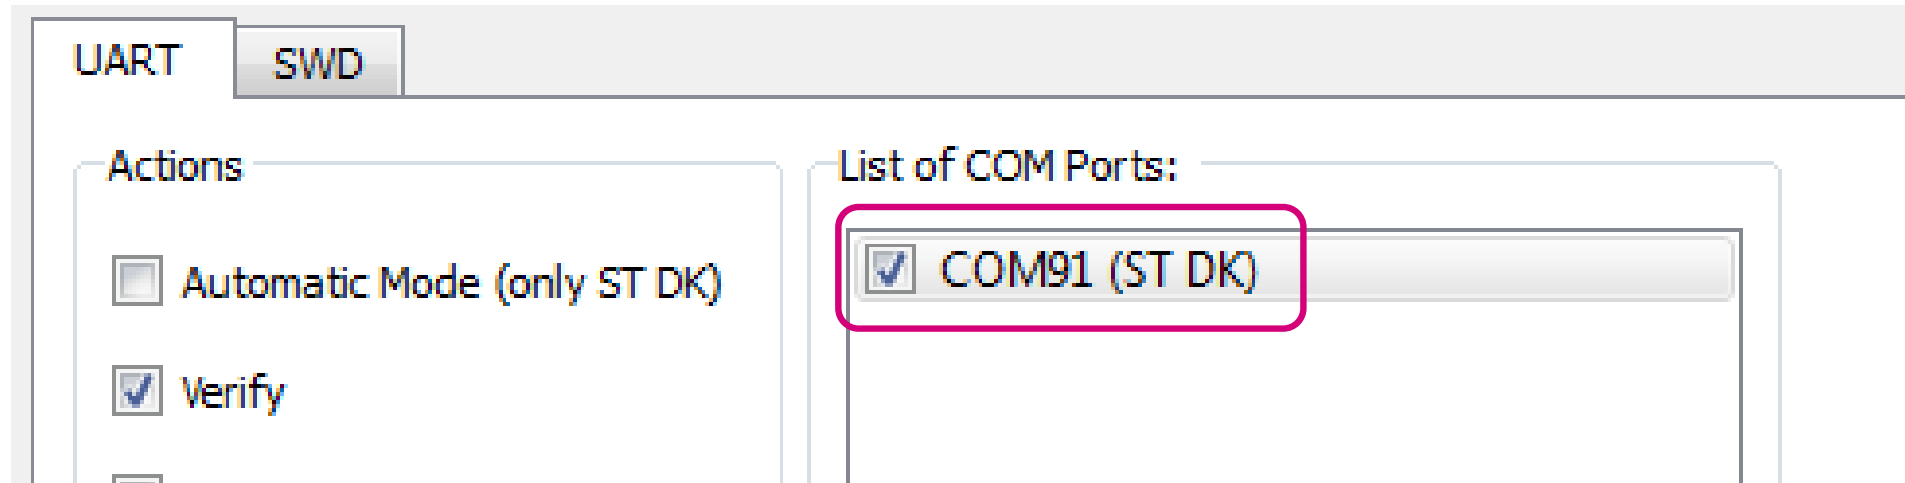 UART
SWD
Actions
Automatic Mode (only ST DK)
Verify
List of COM Ports:
COM91 (ST DK)